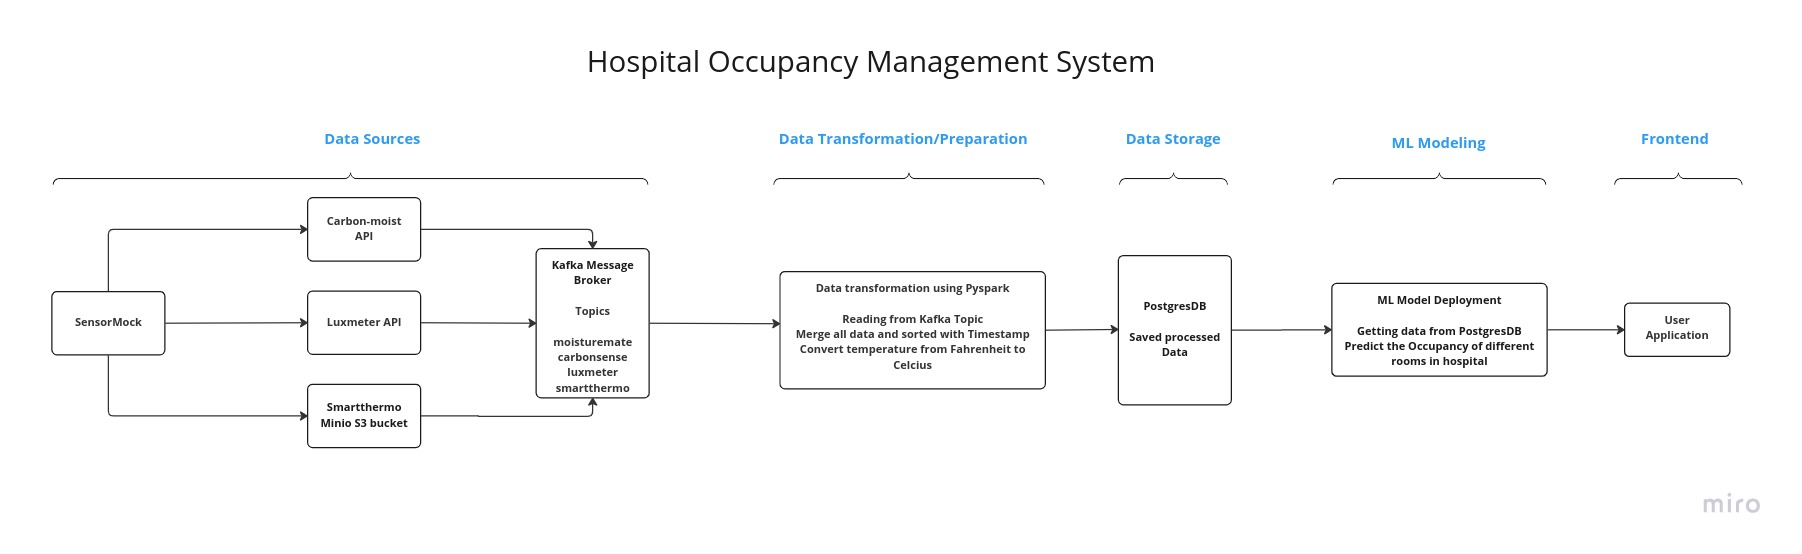 Hospital Occupancy Management System
Data Sources
Data Transformation/Preparation
Data Storage
ML Modeling
Frontend
SensorMock
Carbon-moist
API
Luxmeter API
Smartthermo
Minio S3 bucket
Kafka Message
Broker
Topics
moisturemate
carbonsense
luxmeter
smartthermo
Data transformation using Pyspark
Reading from Kafka Topic
Merge all data and sorted with Timestamp
Convert temperature from Fahrenheit to
Celcius
PostgresDB
Saved processed
Data
ML Model Deployment
Getting data from PostgresDB
Predict the Occupancy of different
rooms in hospital
User
Application
miro